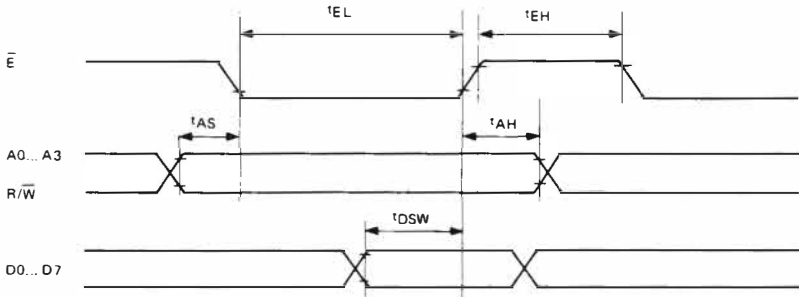 tEL
tEH
E̅
tAS
tAH
A0... A3
R/W̅
tDSW
D0... D7